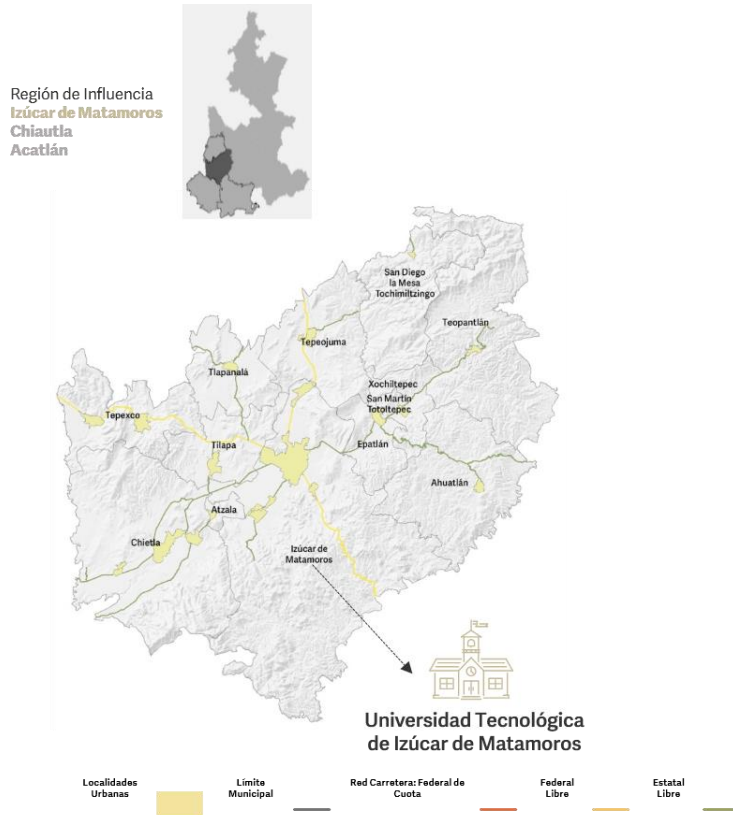 Región de Influencia
Izúcar de Matamoros
Chiautla
Acatlán
San Diego
la Mesa
Tochimiltzingo
Teopantlán
Tepeojuma
Tlapanalá
Xochiltepec
San Martín
Totoltepec
Tepexco
Tilapa
Epatlán
Ahuatlán
Atzala
Chietla
Izúcar de
Matamoros
Universidad Tecnológica
de Izúcar de Matamoros
Localidades
Urbanas
Límite
Municipal
Red Carretera: Federal de
Cuota
Federal
Libre
Estatal
Libre